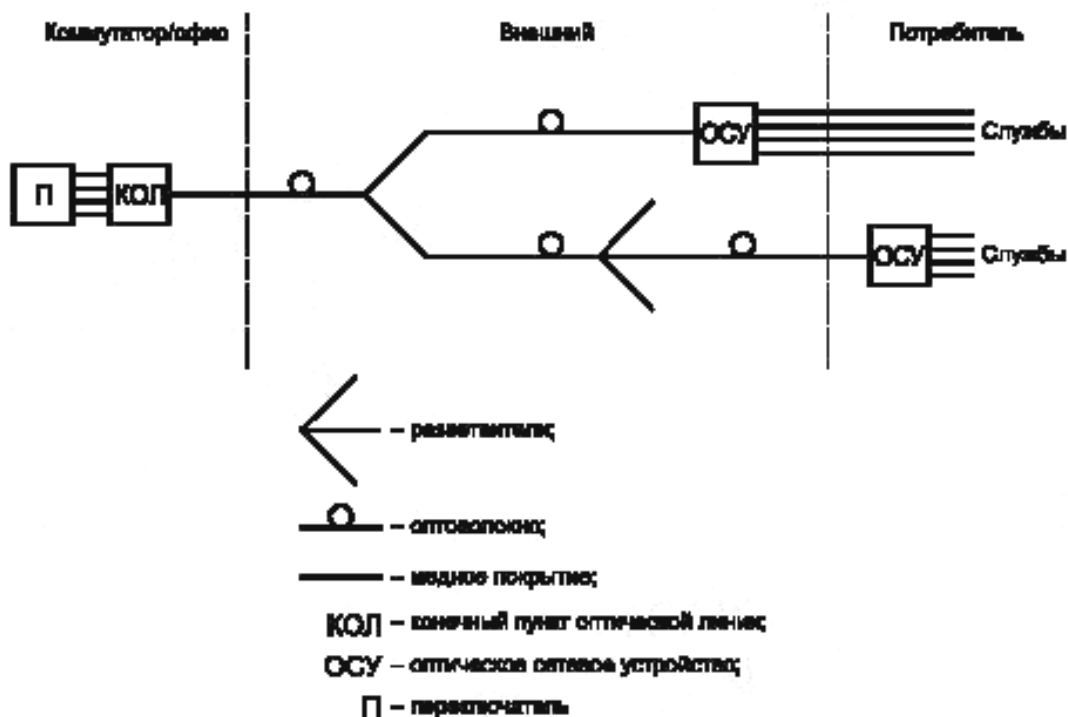 Коммутатор/офис
Внешний
Потребитель
П
КОЛ
ОСУ
Службы
ОСУ
Службы
– разветвители;
– оптоволокно;
– медное покрытие;
КОЛ – конечный пункт оптической линии;
ОСУ – оптическое сетевое устройство;
П – переключатель